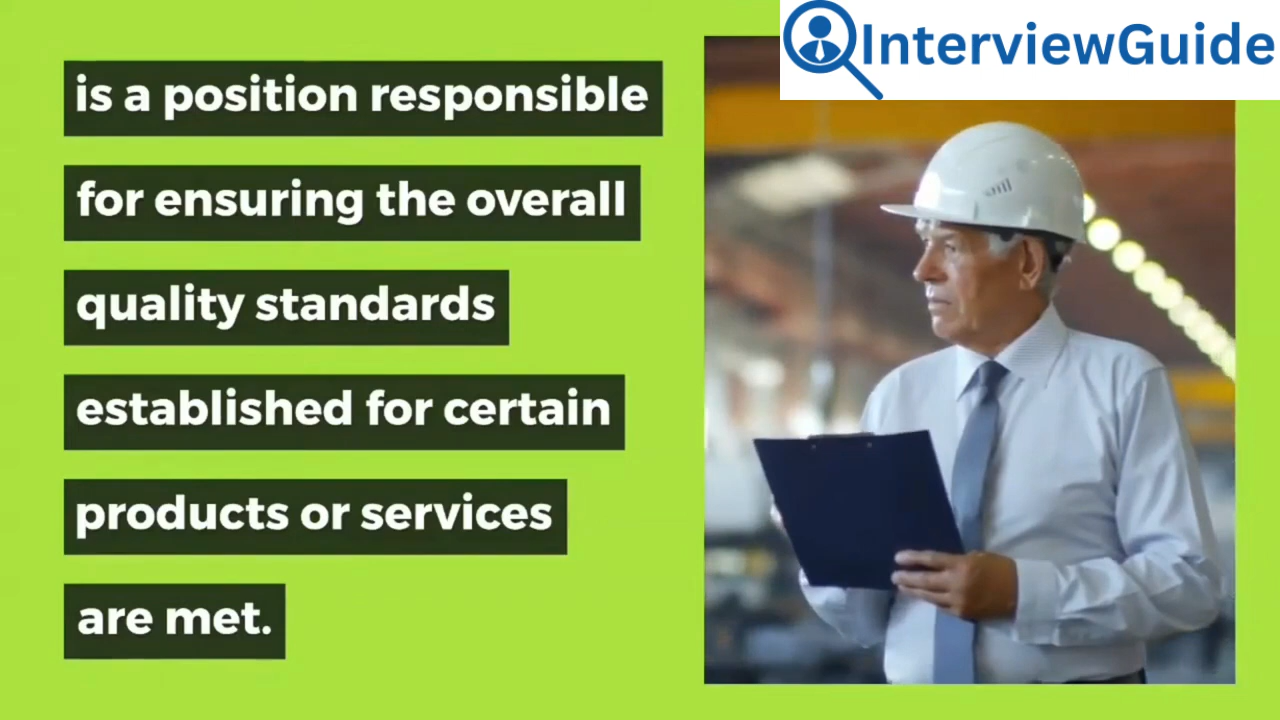 InterviewGuide
is a position responsible
for ensuring the overall
quality standards
established for certain
products or services
are met.